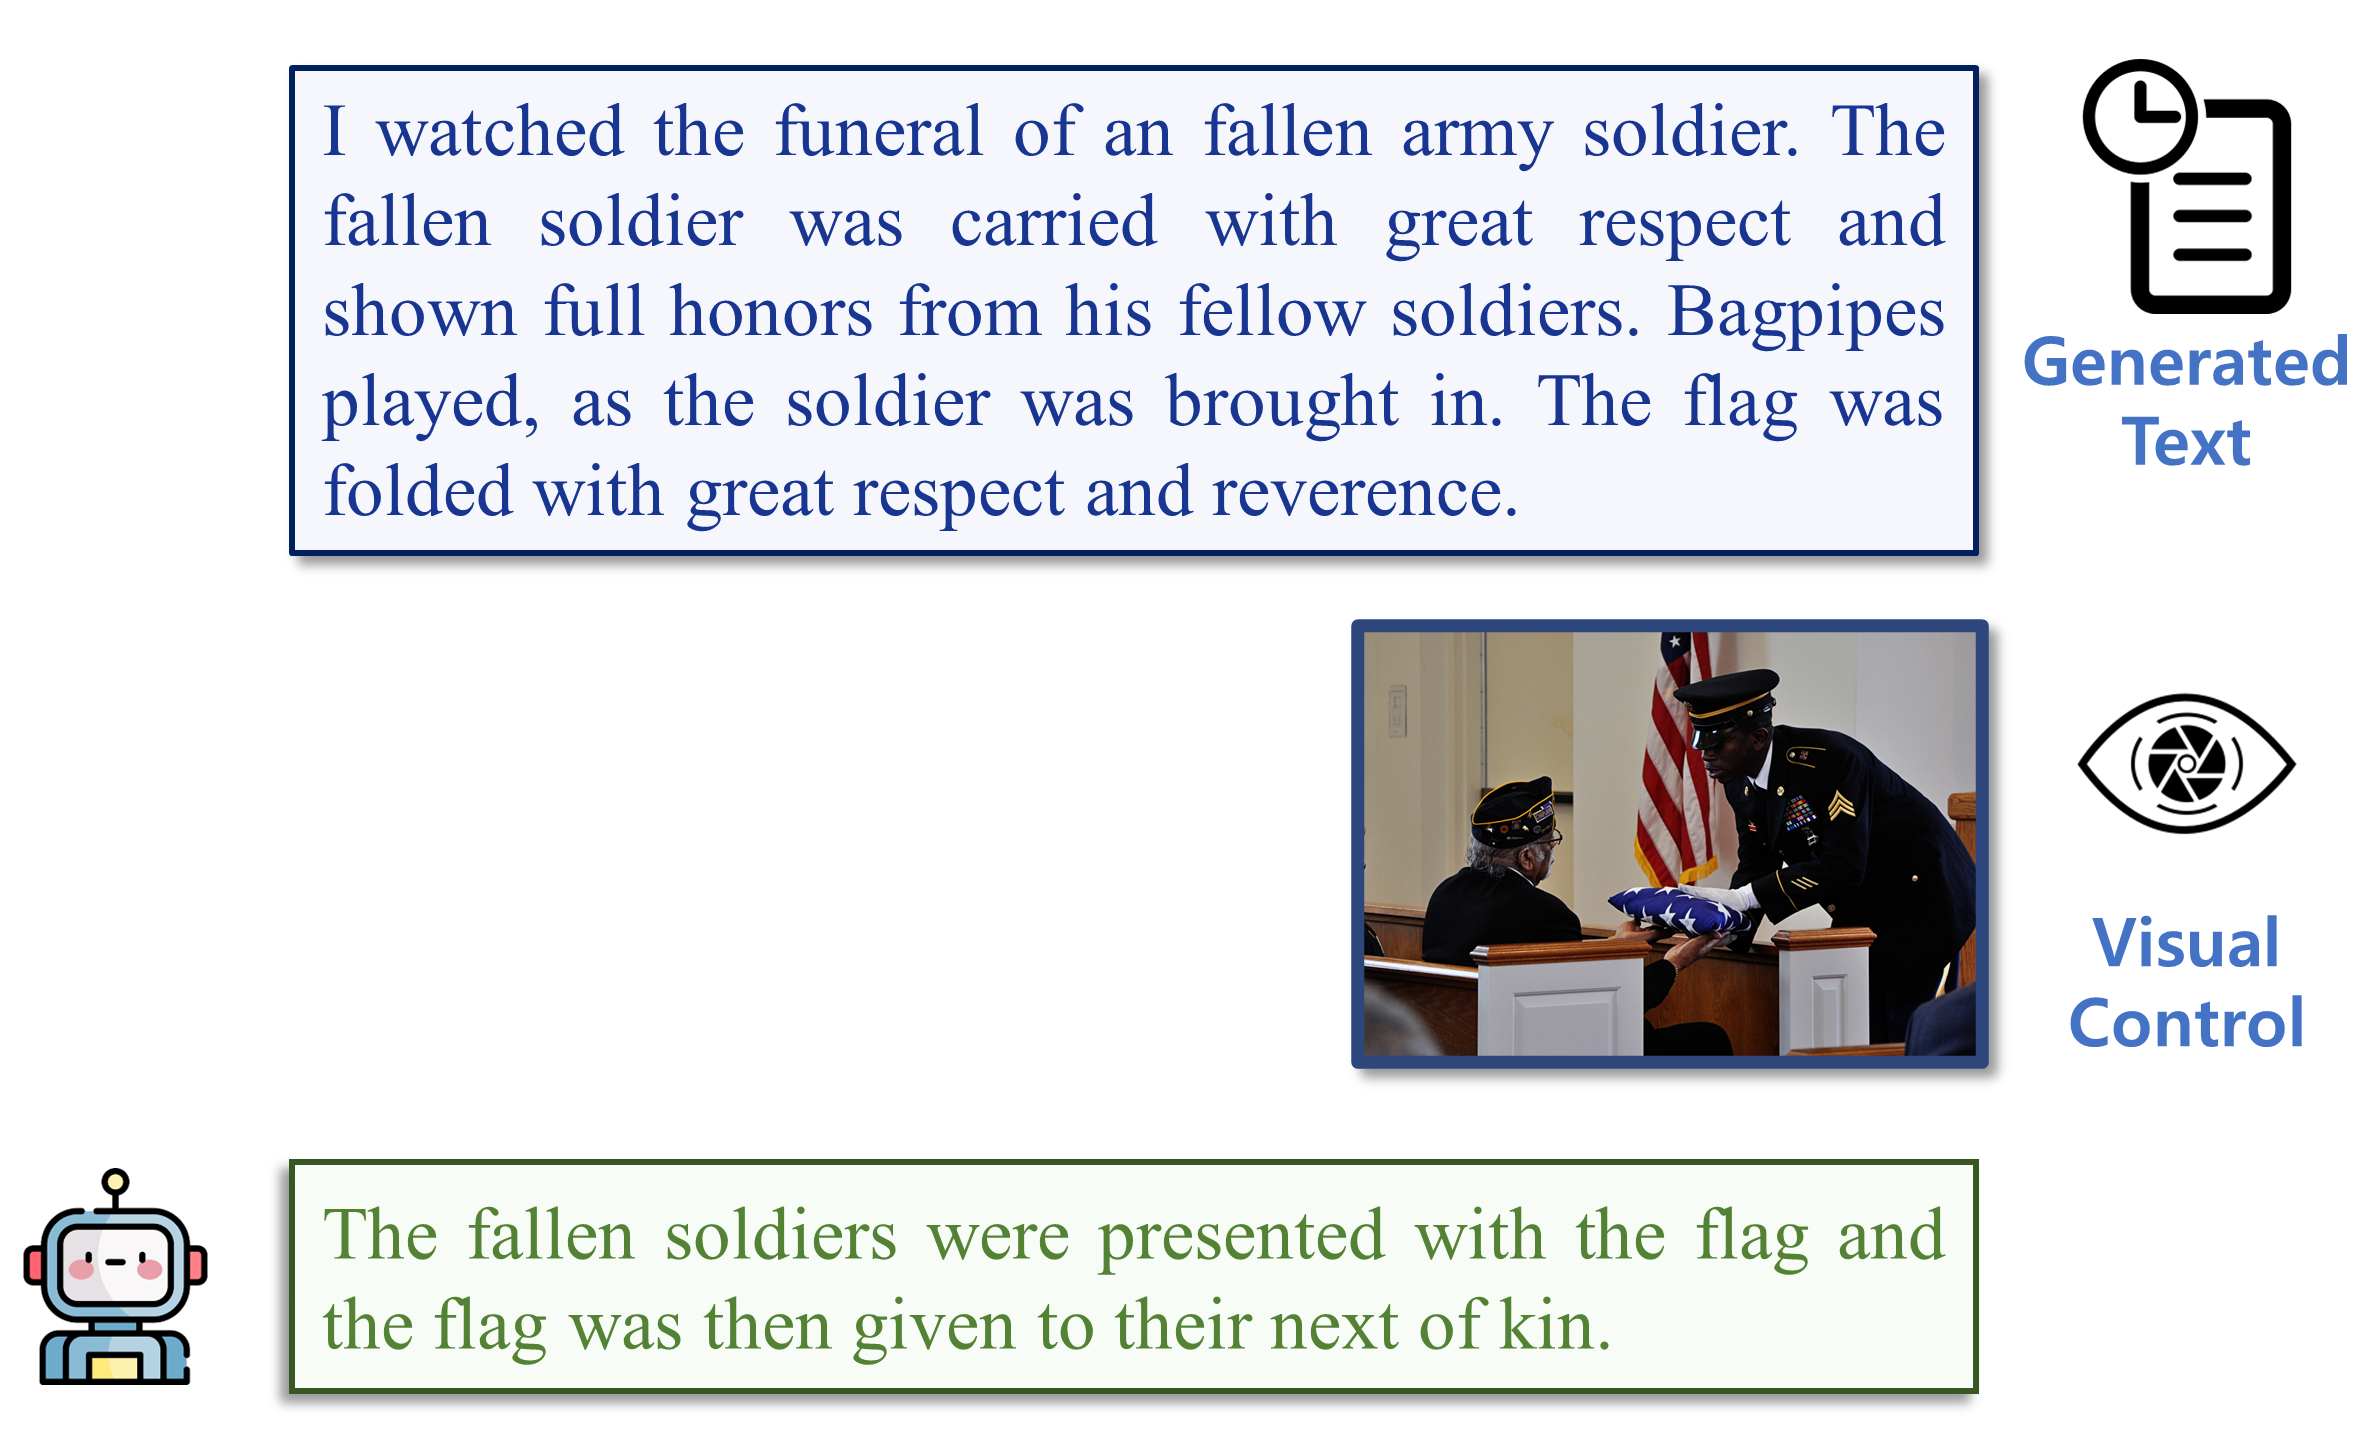 I watched the funeral of an fallen army soldier. The
fallen soldier was carried with great respect and
shown full honors from his fellow soldiers. Bagpipes
played, as the soldier was brought in. The flag was
folded with great respect and reverence.
Generated
Text
Visual
Control
The fallen soldiers were presented with the flag and
the flag was then given to their next of kin.